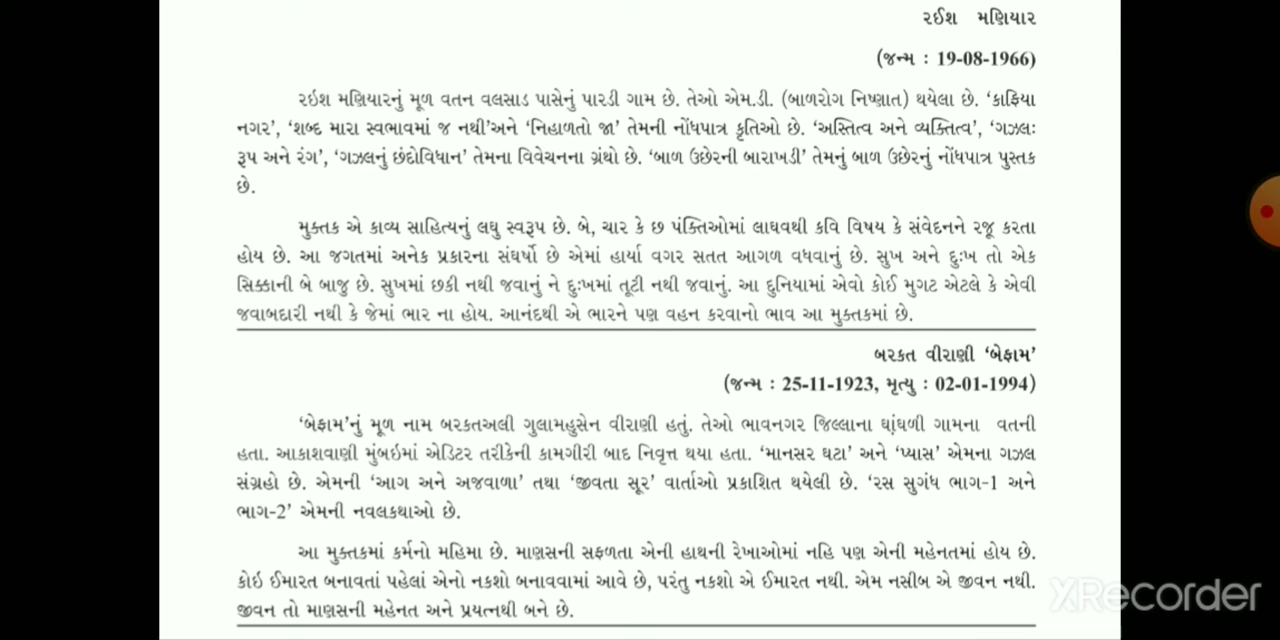 રઈશ મણિયાર
(જન્મ : 19-08-1966)
રઇશ મણિયારનું મૂળ વતન વલસાડ પાસેનું પારડી ગામ છે. તેઓ એમ.ડી. (બાળરોગ નિષ્ણાત) થયેલા છે. ‘કાફિયા
નગર’, ‘શબ્દ મારા સ્વભાવમાં જ નથી’અને ‘નિહાળતો જા’ તેમની નોંધપાત્ર કૃતિઓ છે. ‘અસ્તિત્વ અને વ્યક્તિત્વ’, ‘ગઝલઃ
રૂપ અને રંગ’, ‘ગઝલનું છંદોવિધાન’ તેમના વિવેચનના ગ્રંથો છે. ‘બાળ ઉછેરની બારાખડી’ તેમનું બાળ ઉછેરનું નોંધપાત્ર પુસ્તક
છે.
મુક્તક એ કાવ્ય સાહિત્યનું લઘુ સ્વરૂપ છે. બે, ચાર કે છ પંક્તિઓમાં લાઘવથી કવિ વિષય કે સંવેદનને રજૂ કરતા
હોય છે. આ જગતમાં અનેક પ્રકારના સંઘર્ષો છે એમાં હાર્યા વગર સતત આગળ વધવાનું છે. સુખ અને દુઃખ તો એક
સિક્કાની બે બાજુ છે. સુખમાં છકી નથી જવાનું ને દુઃખમાં તૂટી નથી જવાનું. આ દુનિયામાં એવો કોઈ મુગટ એટલે કે એવી
જવાબદારી નથી કે જેમાં ભાર ના હોય. આનંદથી એ ભારને પણ વહન કરવાનો ભાવ આ મુક્તકમાં છે.
બરકત વીરાણી ‘બેફામ’
(જન્મ : 25-11-1923, મૃત્યુ : 02-01-1994)
‘બેફામ’નું મૂળ નામ બરકતઅલી ગુલામહુસેન વીરાણી હતું. તેઓ ભાવનગર જિલ્લાના ઘાંઘળી ગામના વતની
હતા. આકાશવાણી મુંબઇમાં એડિટર તરીકેની કામગીરી બાદ નિવૃત્ત થયા હતા. ‘માનસર ઘટા’ અને ‘પ્યાસ’ એમના ગઝલ
સંગ્રહો છે. એમની ‘આગ અને અજવાળા’ તથા ‘જીવતા સૂર’ વાર્તાઓ પ્રકાશિત થયેલી છે. ‘રસ સુગંધ ભાગ-1 અને
ભાગ-2’ એમની નવલકથાઓ છે.
આ મુક્તકમાં કર્મનો મહિમા છે. માણસની સફળતા એની હાથની રેખાઓમાં નહિ પણ એની મહેનતમાં હોય છે.
કોઇ ઈમારત બનાવતાં પહેલાં એનો નકશો બનાવવામાં આવે છે, પરંતુ નકશો એ ઈમારત નથી. એમ નસીબ એ જીવન નથી.
જીવન તો માણસની મહેનત અને પ્રયત્નથી બને છે.
XRecorder